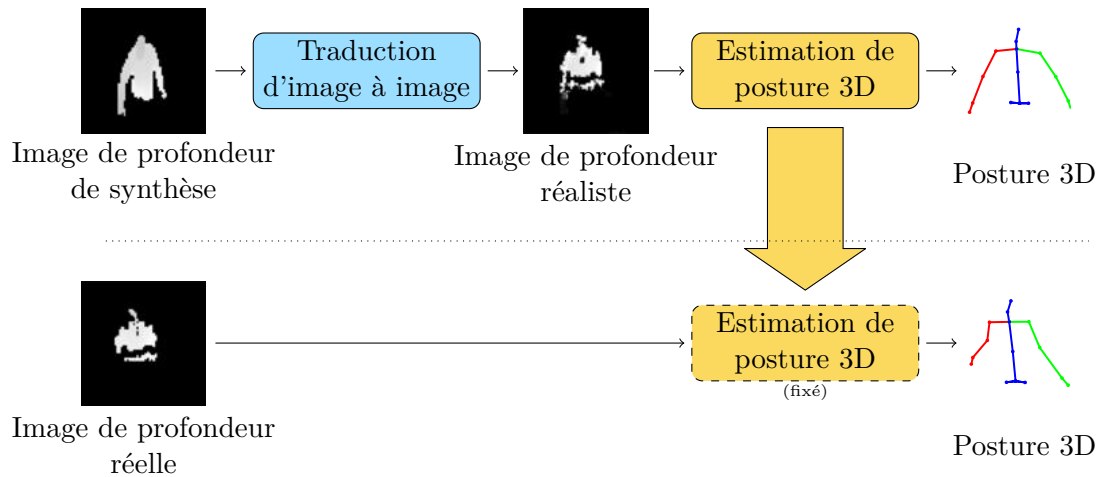 Traduction
d'image à image
Estimation de
posture 3D
Image de profondeur
de synthèse
Image de profondeur
réaliste
Posture 3D
Estimation de
posture 3D
(fixé)
Image de profondeur
réelle
Posture 3D